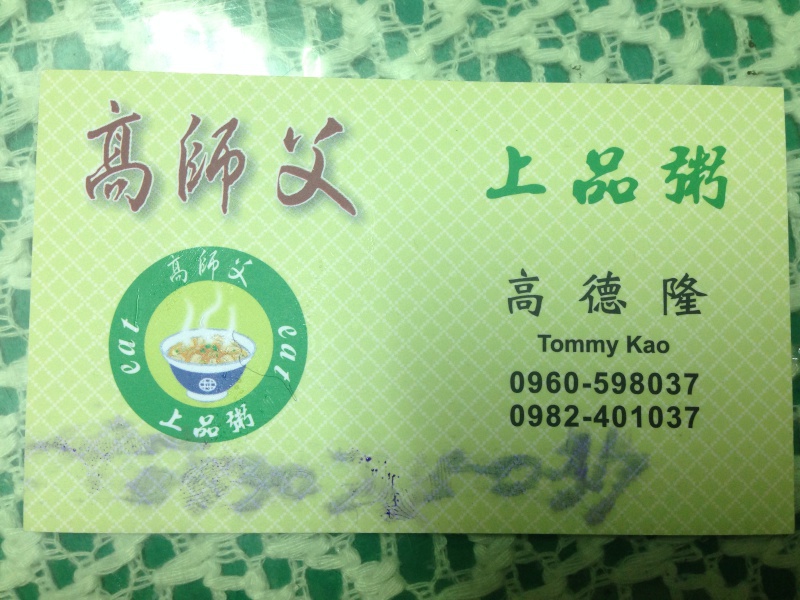 高師父
上品粥
高師父
eat
eat
上品粥
高德隆
Tommy Kao
0960-598037
0982-401037